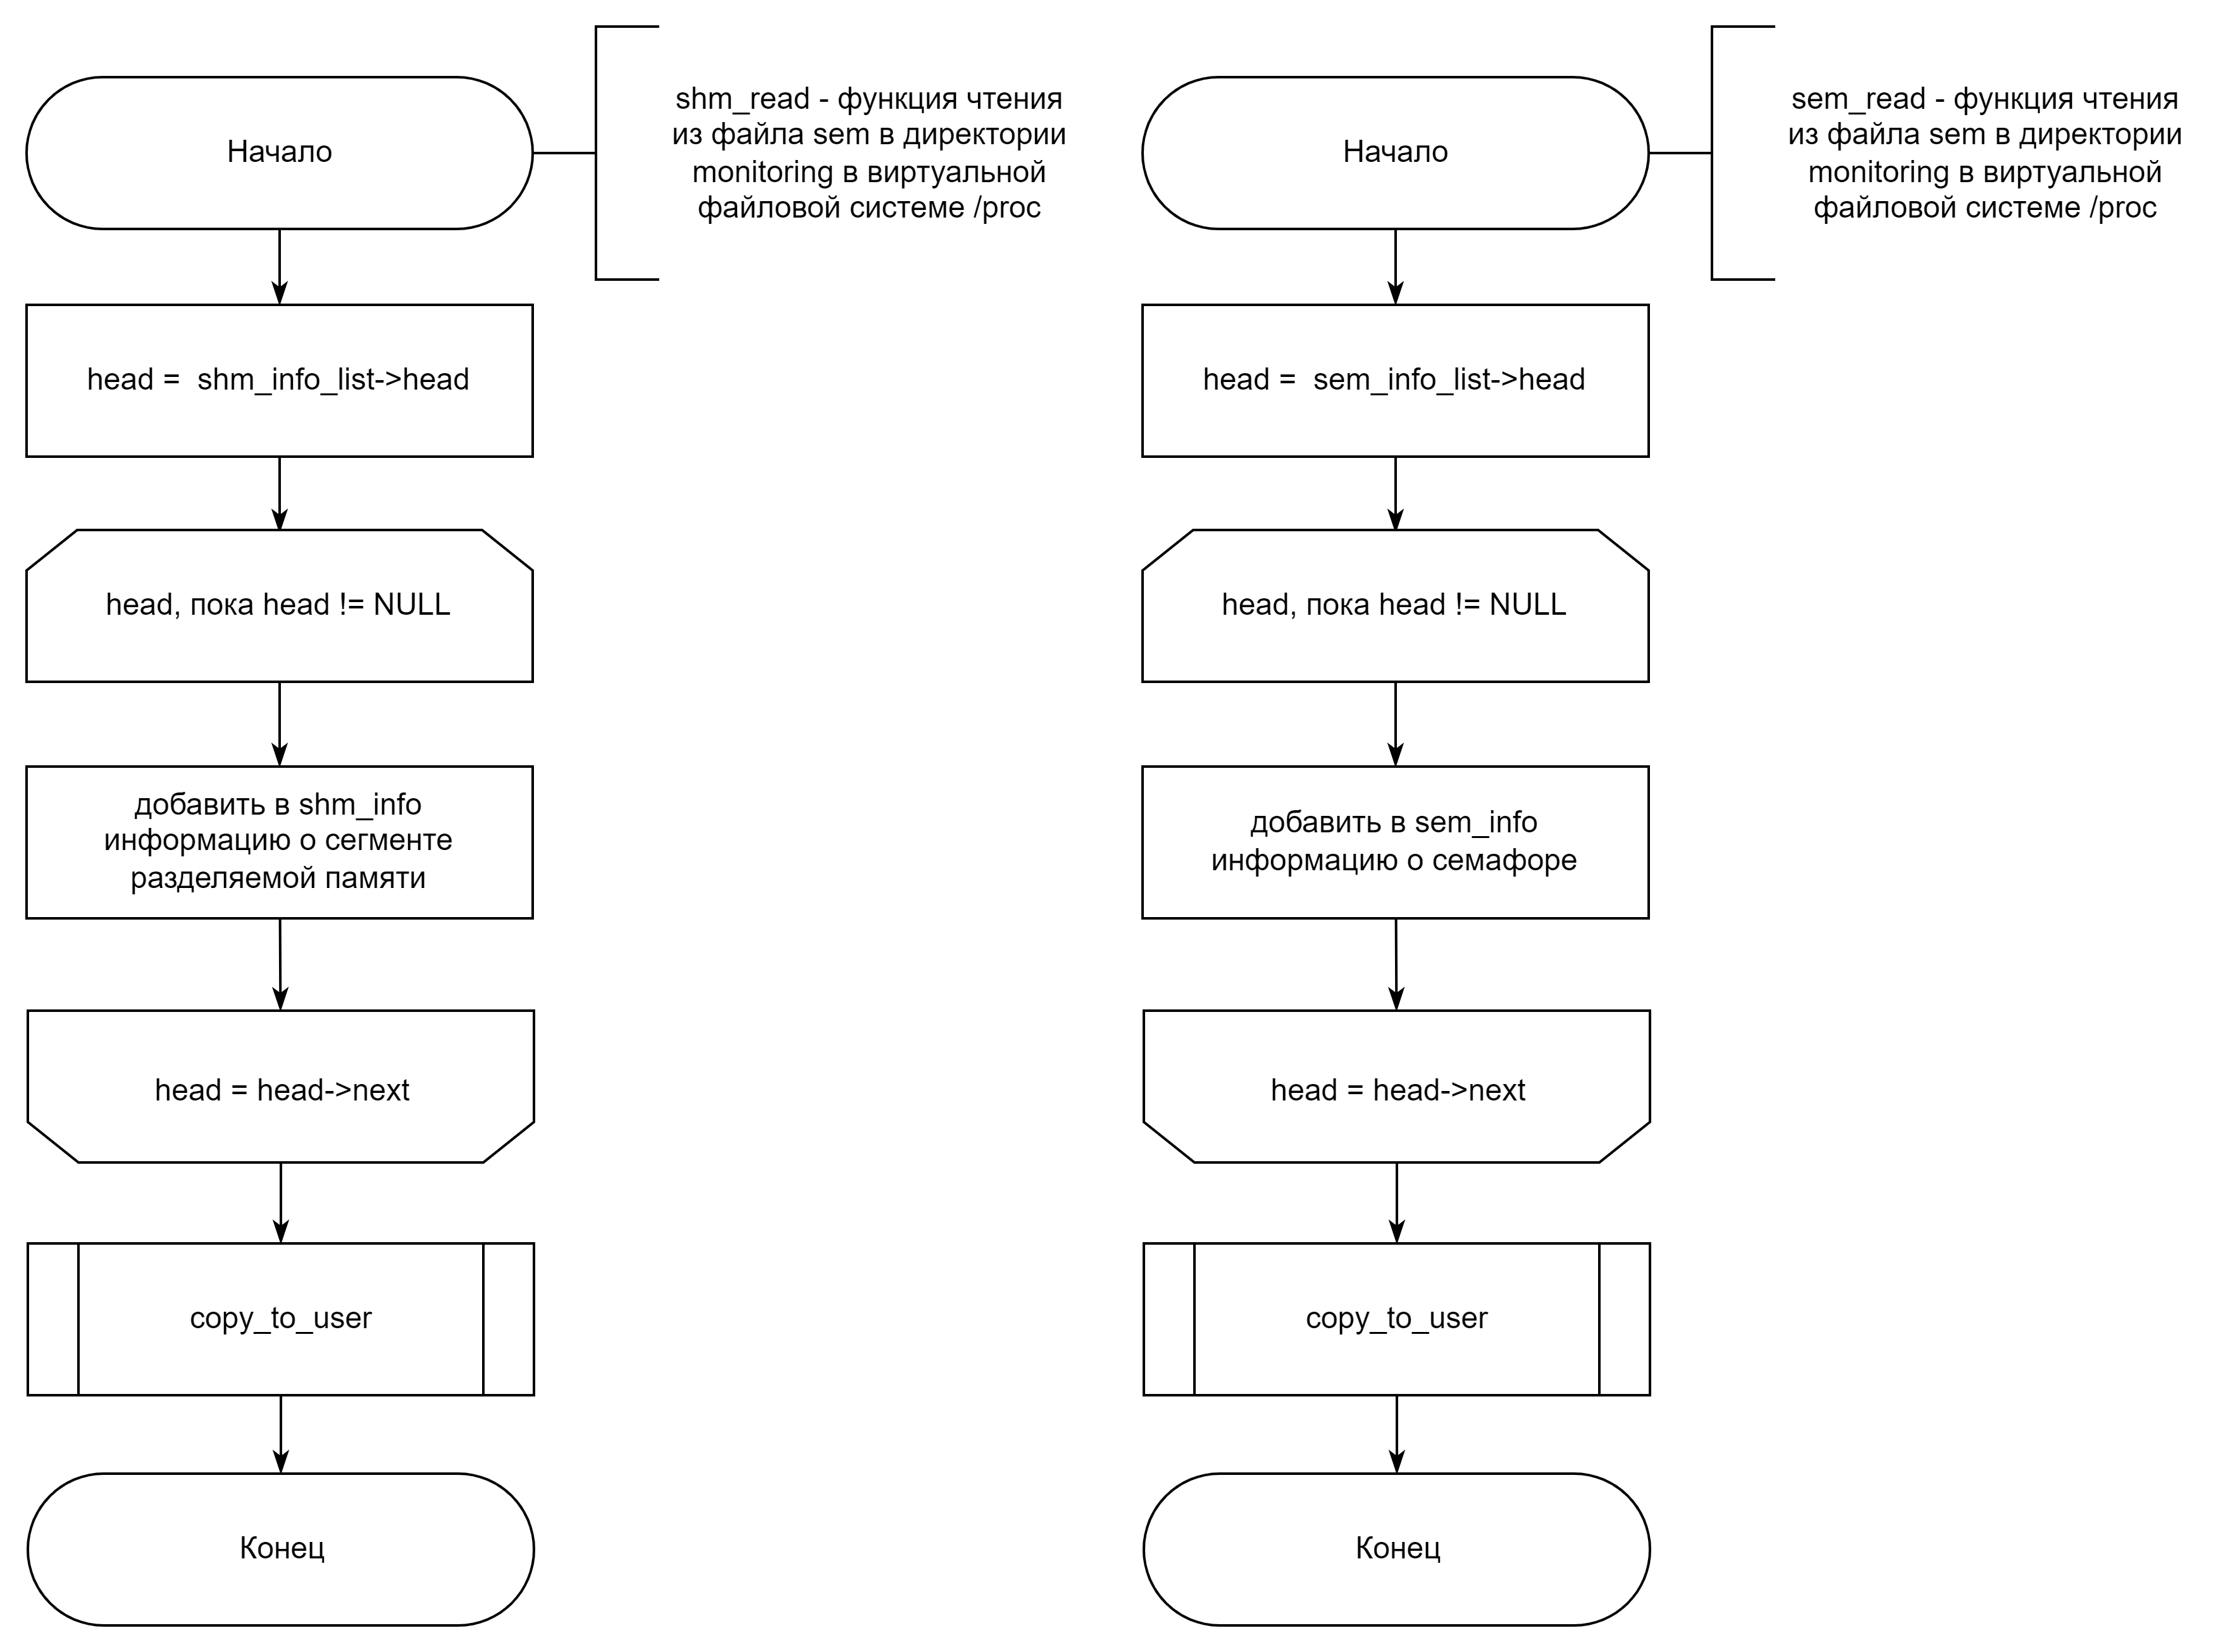 Начало
shm_read - функция чтения
из файла sem в директории
monitoring в виртуальной
файловой системе /proc
head =  shm_info_list->head
head, пока head != NULL
добавить в shm_info
информацию о сегменте
разделяемой памяти
head = head->next
copy_to_user
Конец
Начало
sem_read - функция чтения
из файла sem в директории
monitoring в виртуальной
файловой системе /proc
head =  sem_info_list->head
head, пока head != NULL
добавить в sem_info
информацию о семафоре
head = head->next
copy_to_user
Конец